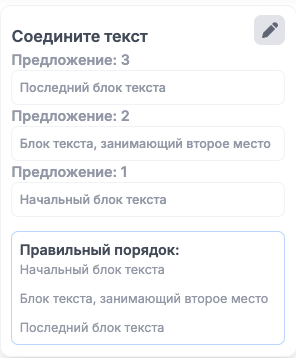 Соедините текст
Предложение: 3
Последний блок текста
Предложение: 2
Блок текста, занимающий второе место
Предложение: 1
Начальный блок текста
Правильный порядок:
Начальный блок текста
Блок текста, занимающий второе место
Последний блок текста